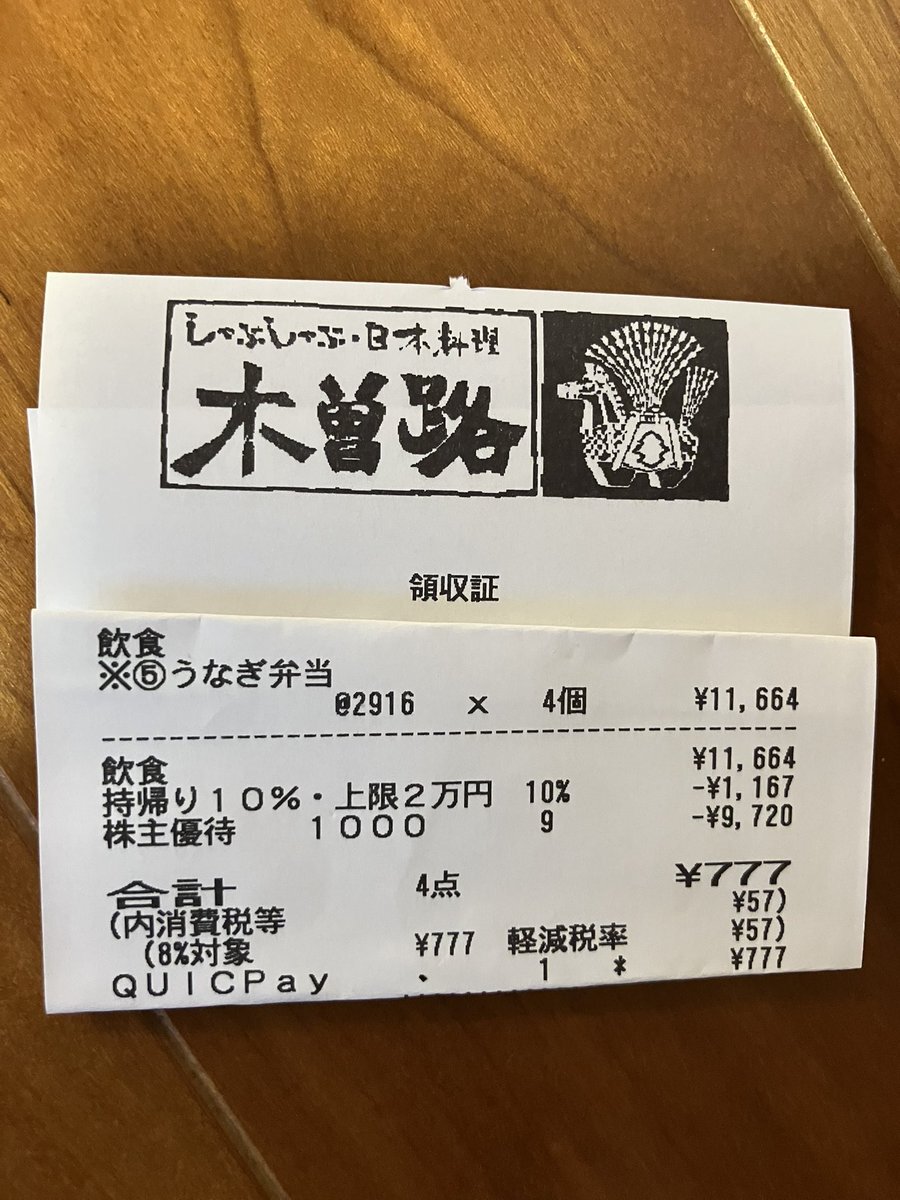 しゃぶしゃぶ・日本料理
木曽路
領収証
飲食
※⑤うなぎ弁当
@2916 x 4個 ¥11,664
飲食 ¥11,664
持帰り10%・上限2万円 10% -¥1,167
株主優待 1000 9 -¥9,720
合計 4点 ¥777
(内消費税等 ¥57)
(8%対象 ¥777 軽減税率 ¥57)
QUICPay 1 * ¥777